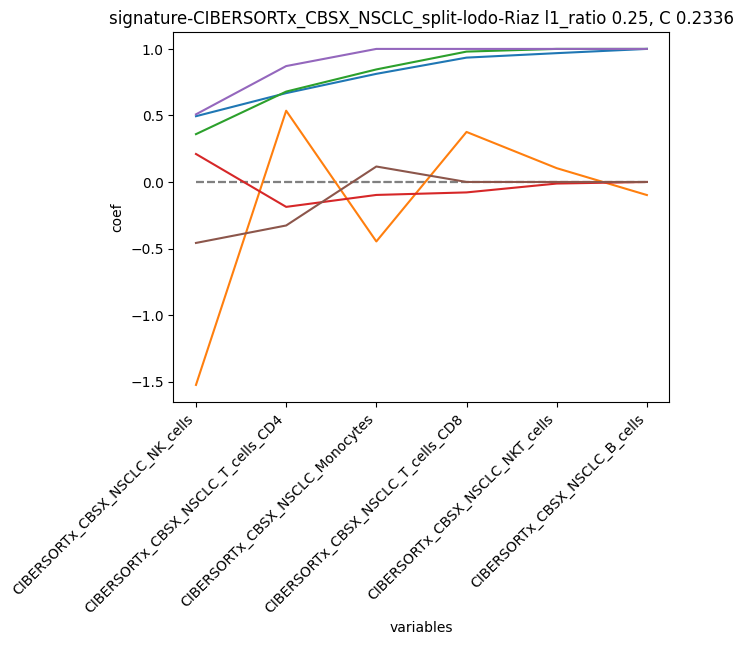 signature-CIBERSORTx_CBSX_NSCLC_split-lodo-Riaz l1_ratio 0.25, C 0.2336
1.0
0.5
0.0
−0.5
−1.0
−1.5
coef
CIBERSORTx_CBSX_NSCLC_NK_cells
CIBERSORTx_CBSX_NSCLC_T_cells_CD4
CIBERSORTx_CBSX_NSCLC_Monocytes
CIBERSORTx_CBSX_NSCLC_T_cells_CD8
CIBERSORTx_CBSX_NSCLC_NKT_cells
CIBERSORTx_CBSX_NSCLC_B_cells
variables